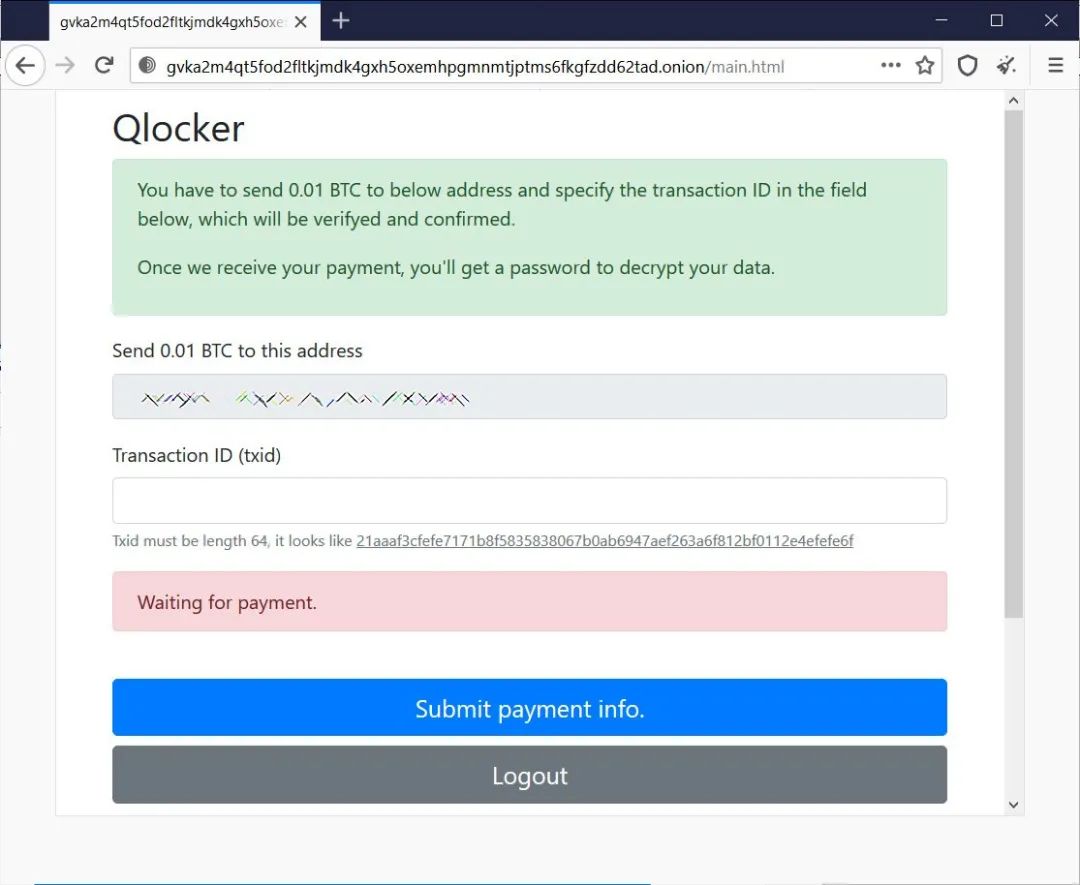 gvka2m4qt5fod2fltkjmdk4gxh5oxe
gvka2m4qt5fod2fltkjmdk4gxh5oxemhpgmnmtjptms6fkgfzdd62tad.onion/main.html
Qlocker
You have to send 0.01 BTC to below address and specify the transaction ID in the field
below, which will be verifyed and confirmed.
Once we receive your payment, you'll get a password to decrypt your data.
Send 0.01 BTC to this address
Transaction ID (txid)
Txid must be length 64, it looks like 21aaaf3cfefe7171b8f5835838067b0ab6947aef263a6f812bf0112e4efefe6f
Waiting for payment.
Submit payment info.
Logout